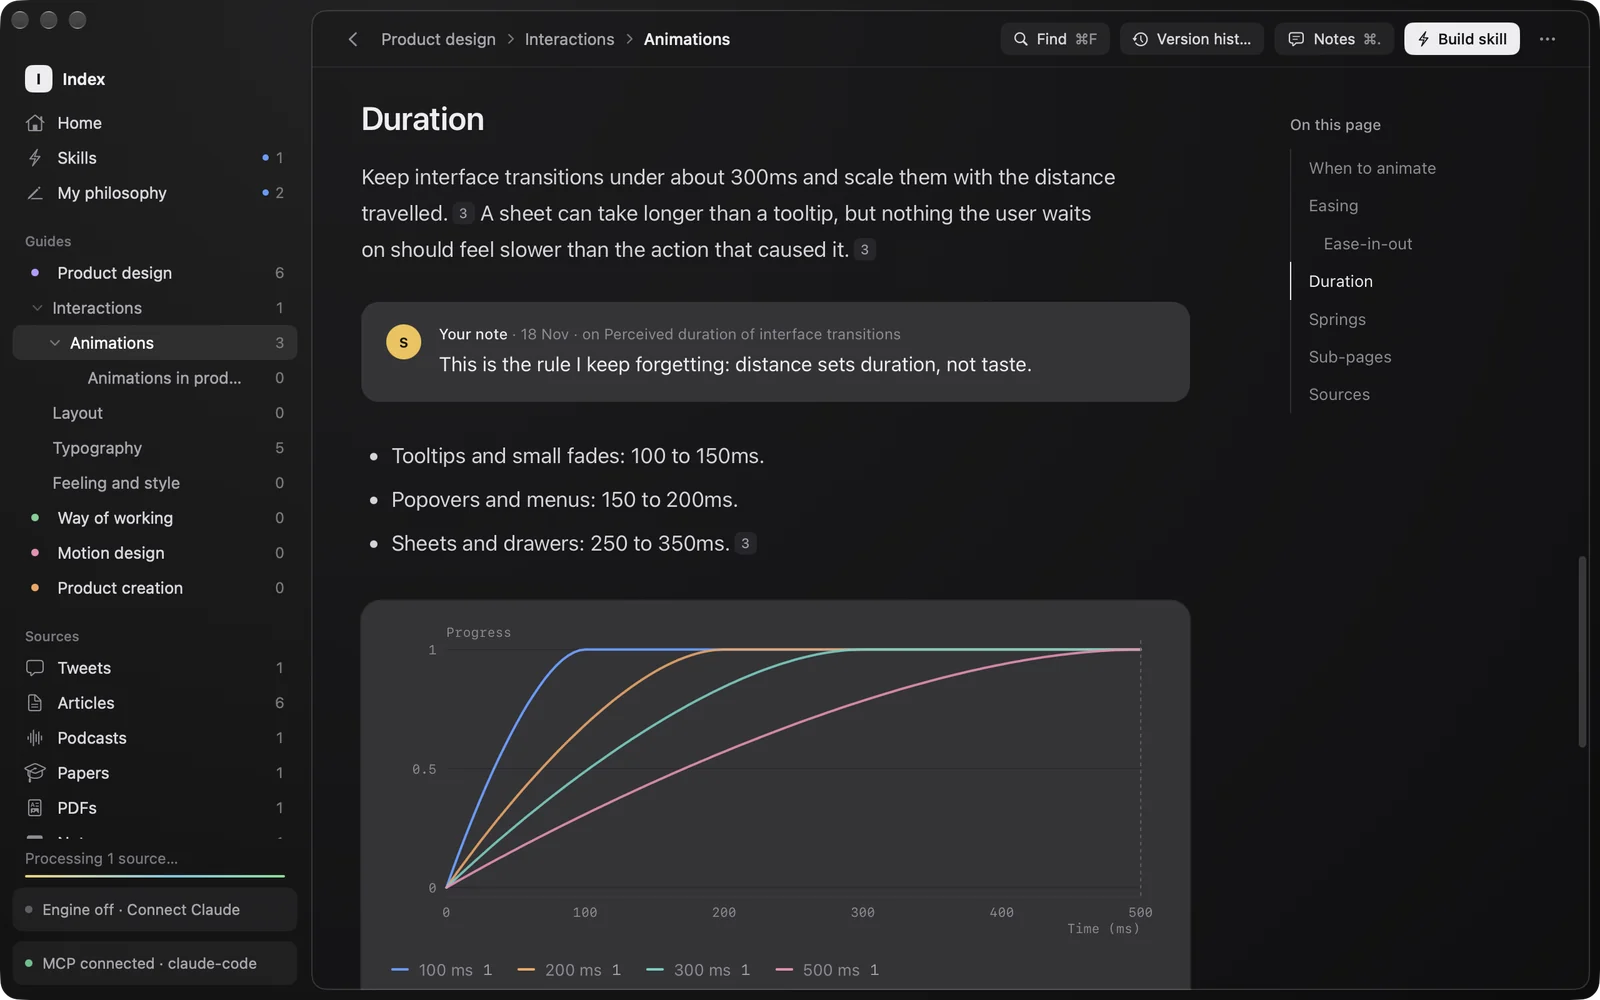 I Index
Home
Skills 1
My philosophy 2
Guides
Product design 6
Interactions 1
Animations 3
Animations in prod... 0
Layout 0
Typography 5
Feeling and style 0
Way of working 0
Motion design 0
Product creation 0
Sources
Tweets 1
Articles 6
Podcasts 1
Papers 1
PDFs 1
Processing 1 source...
Engine off · Connect Claude
MCP connected · claude-code
Product design > Interactions > Animations
Find ⌘F
Version hist...
Notes ⌘.
Build skill
Duration
Keep interface transitions under about 300ms and scale them with the distance
travelled. 3 A sheet can take longer than a tooltip, but nothing the user waits
on should feel slower than the action that caused it. 3
S
Your note · 18 Nov · on Perceived duration of interface transitions
This is the rule I keep forgetting: distance sets duration, not taste.
• Tooltips and small fades: 100 to 150ms.
• Popovers and menus: 150 to 200ms.
• Sheets and drawers: 250 to 350ms. 3
Progress
1
0.5
0
0 100 200 300 400 500
Time (ms)
100 ms 1 200 ms 1 300 ms 1 500 ms 1
On this page
When to animate
Easing
Ease-in-out
Duration
Springs
Sub-pages
Sources